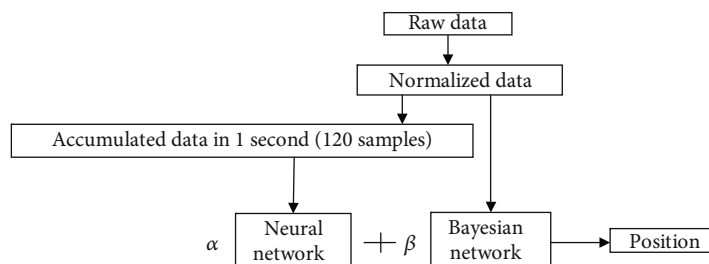 Raw data
Normalized data
Accumulated data in 1 second (120 samples)
α
Neural
network
+
β
Bayesian
network
Position